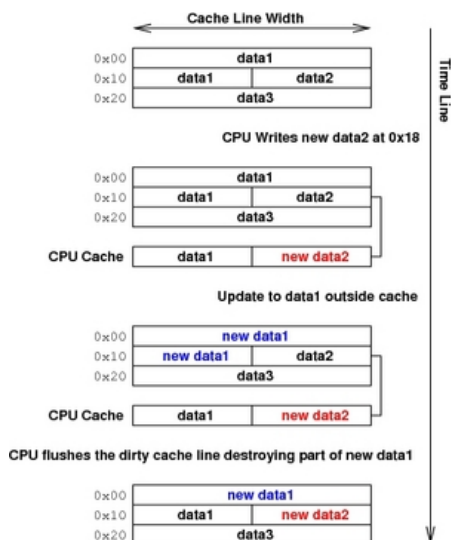 Cache Line Width
0x00 data1
0x10 data1 data2
0x20 data3
Time Line
CPU Writes new data2 at 0x18
0x00 data1
0x10 data1 data2
0x20 data3
CPU Cache data1 new data2
Update to data1 outside cache
0x00 new data1
0x10 new data1 data2
0x20 data3
CPU Cache data1 new data2
CPU flushes the dirty cache line destroying part of new data1
0x00 new data1
0x10 data1 new data2
0x20 data3